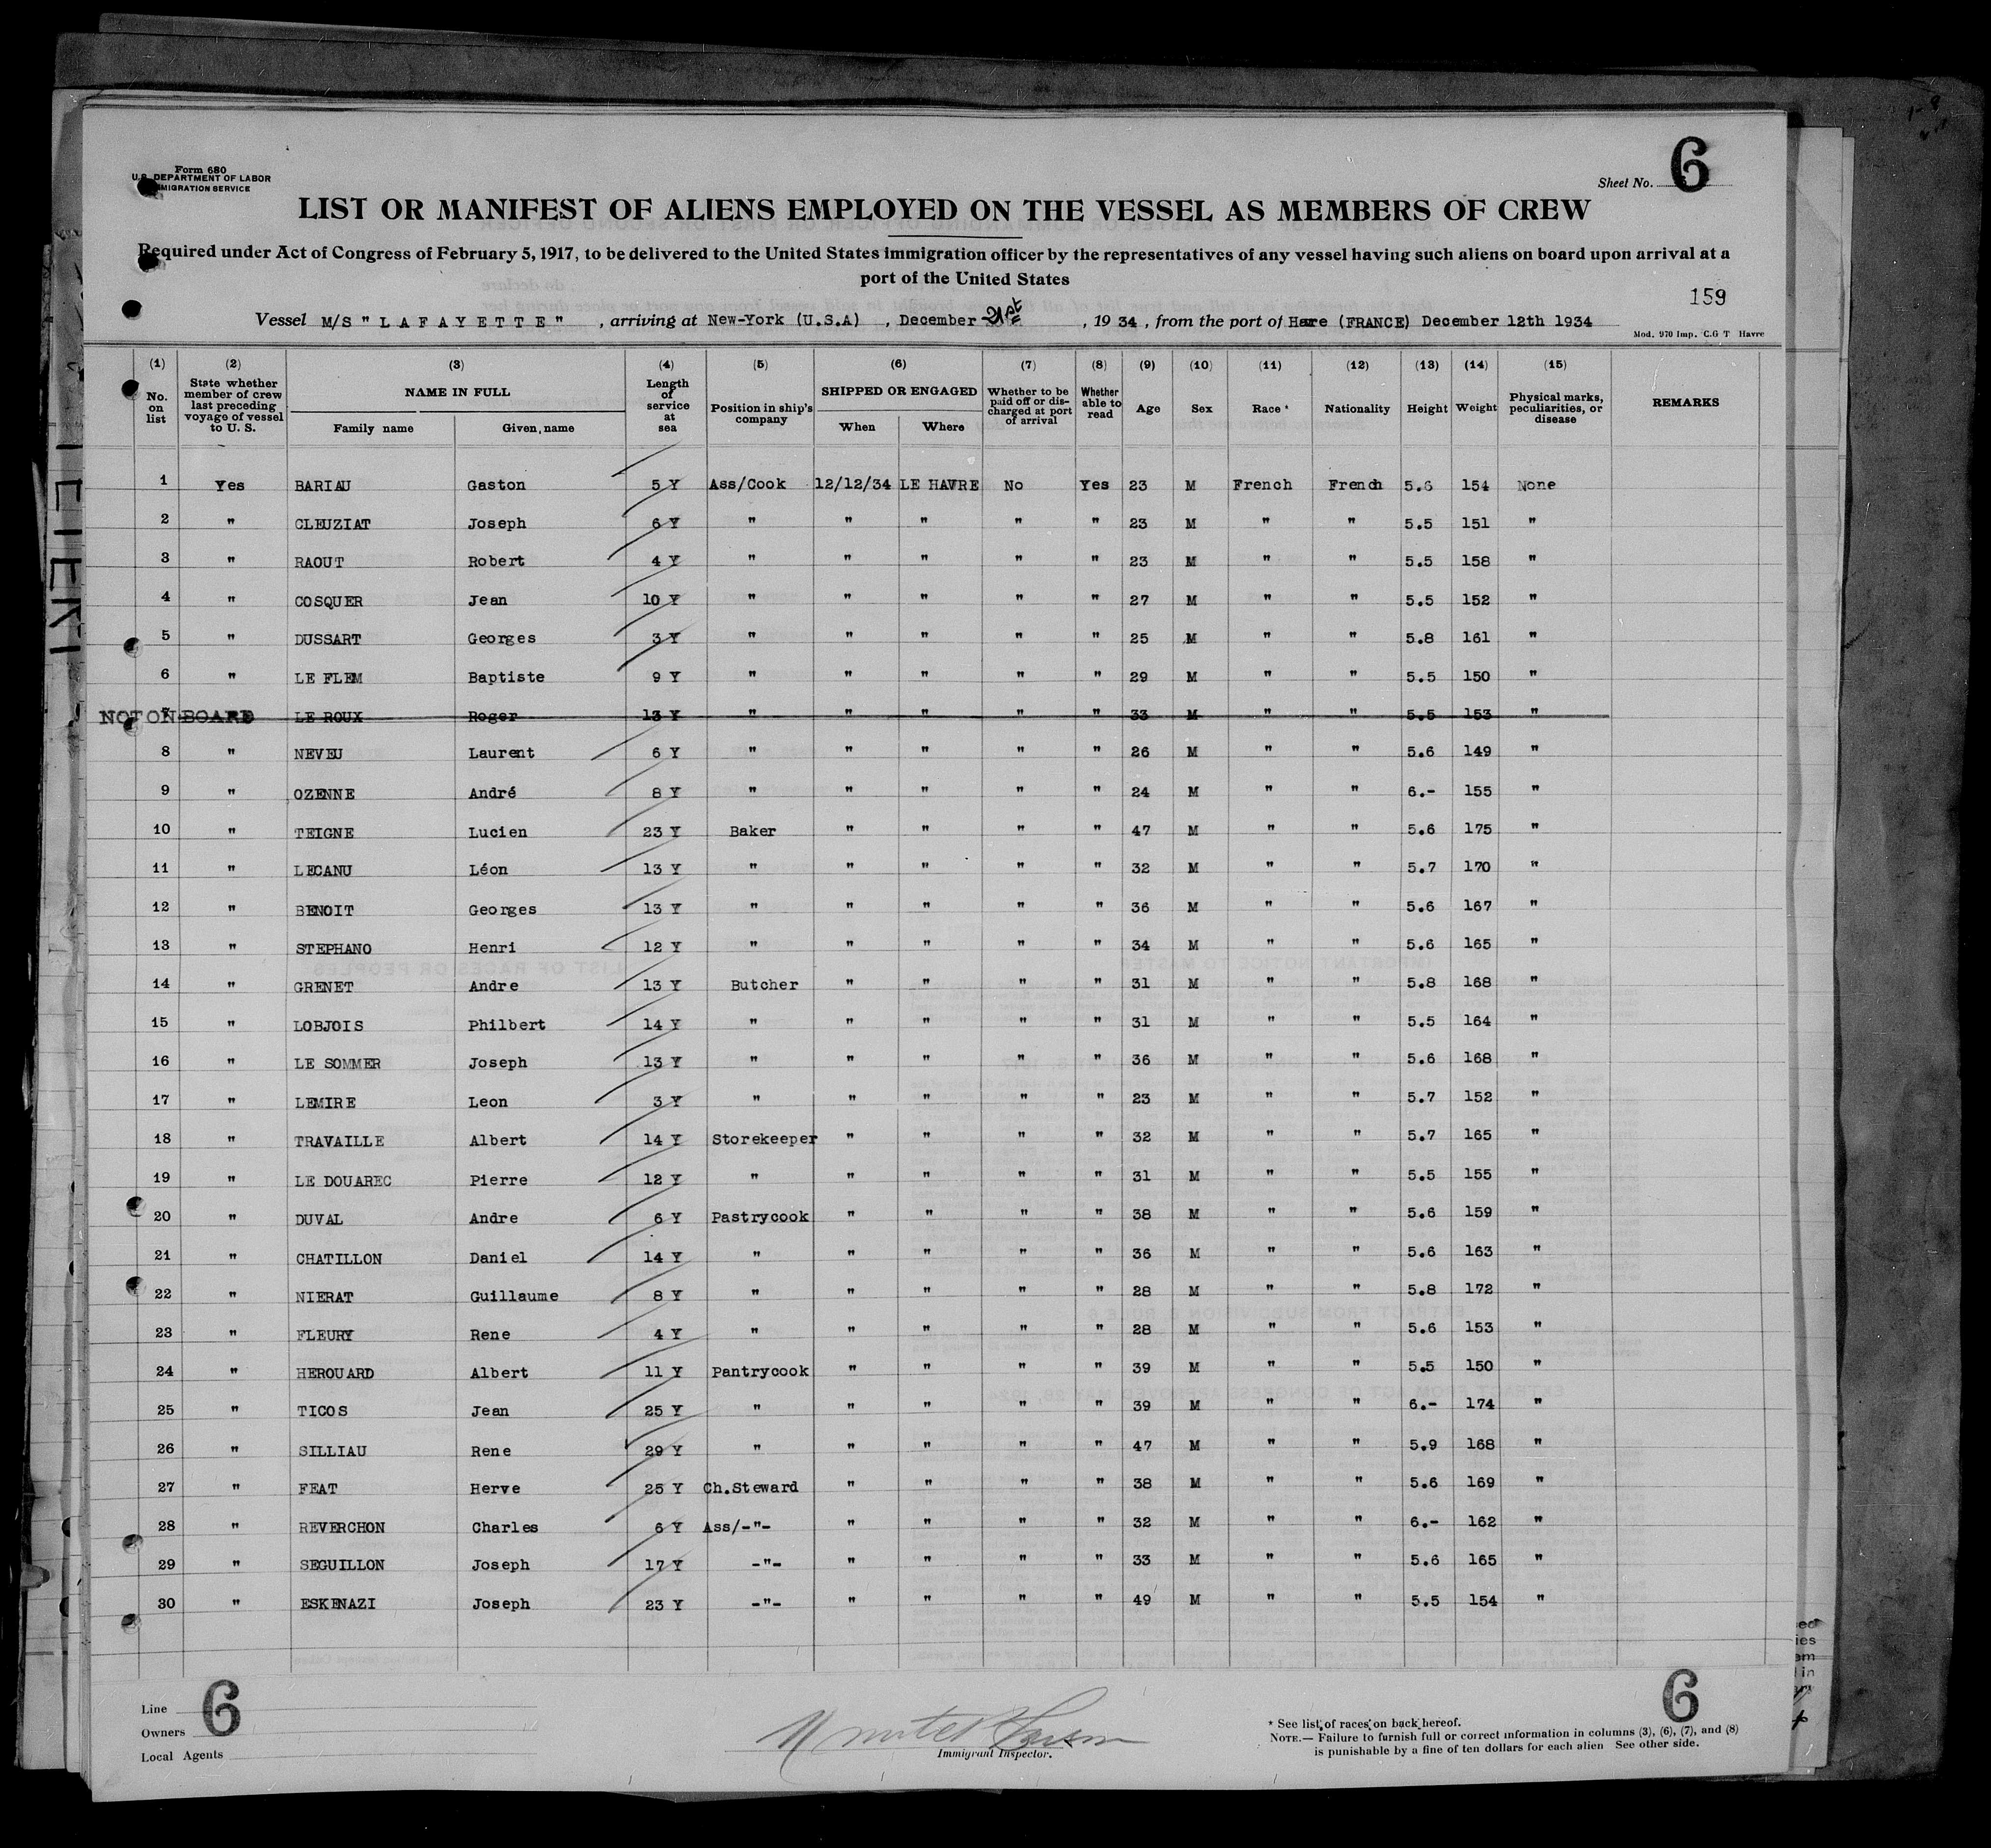 Form 680
U.S. DEPARTMENT OF LABOR
IMMIGRATION SERVICE
Sheet No. 6
LIST OR MANIFEST OF ALIENS EMPLOYED ON THE VESSEL AS MEMBERS OF CREW
Required under Act of Congress of February 5, 1917, to be delivered to the United States immigration officer by the representatives of any vessel having such aliens on board upon arrival at a
port of the United States
159
Vessel M/S " L A F A Y E T T E " , arriving at New-York (U.S.A) , December 21st , 19 34 , from the port of Havre (FRANCE) December 12th 1934
Mod. 970 Imp. C.G T Havre
(1) (2) (3) (4) (5) (6) (7) (8) (9) (10) (11) (12) (13) (14) (15)
No. on list State whether member of crew last preceding voyage of vessel to U. S. NAME IN FULL Family name Given name Length of service at sea Position in ship's company SHIPPED OR ENGAGED When Where Whether to be paid off or discharged at port of arrival Whether able to read Age Sex Race * Nationality Height Weight Physical marks, peculiarities, or disease REMARKS
1 Yes BARIAU Gaston 5 Y Ass/Cook 12/12/34 LE HAVRE No Yes 23 M French French 5.6 154 None
2 " CLEUZIAT Joseph 6 Y " " " " " 23 M " " 5.5 151 "
3 " RAOUT Robert 4 Y " " " " " 23 M " " 5.5 158 "
4 " COSQUER Jean 10 Y " " " " " 27 M " " 5.5 152 "
5 " DUSSART Georges 3 Y " " " " " 25 M " " 5.8 161 "
6 " LE FLEM Baptiste 9 Y " " " " " 29 M " " 5.5 150 "
7 NOT ON BOARD LE ROUX Roger 13 Y " " " " " 33 M " " 5.5 153 "
8 " NEVEU Laurent 6 Y " " " " " 26 M " " 5.6 149 "
9 " OZENNE André 8 Y " " " " " 24 M " " 6.- 155 "
10 " TEIGNE Lucien 23 Y Baker " " " " 47 M " " 5.6 175 "
11 " LECANU Léon 13 Y " " " " " 32 M " " 5.7 170 "
12 " BENOIT Georges 13 Y " " " " " 36 M " " 5.6 167 "
13 " STEPHANO Henri 12 Y " " " " " 34 M " " 5.6 165 "
14 " GRENET Andre 13 Y Butcher " " " " 31 M " " 5.8 168 "
15 " LOBJOIS Philbert 14 Y " " " " " 31 M " " 5.5 164 "
16 " LE SOMMER Joseph 13 Y " " " " " 36 M " " 5.6 168 "
17 " LEMIRE Leon 3 Y " " " " " 23 M " " 5.7 152 "
18 " TRAVAILLE Albert 14 Y Storekeeper " " " " 32 M " " 5.7 165 "
19 " LE DOUAREC Pierre 12 Y " " " " " 31 M " " 5.5 155 "
20 " DUVAL Andre 6 Y Pastrycook " " " " 38 M " " 5.6 159 "
21 " CHATILLON Daniel 14 Y " " " " " 36 M " " 5.6 163 "
22 " NIERAT Guillaume 8 Y " " " " " 28 M " " 5.8 172 "
23 " FLEURY Rene 4 Y " " " " " 28 M " " 5.6 153 "
24 " HEROUARD Albert 11 Y Pantrycook " " " " 39 M " " 5.5 150 "
25 " TICOS Jean 25 Y " " " " " 39 M " " 6.- 174 "
26 " SILLIAU Rene 29 Y " " " " " 47 M " " 5.9 168 "
27 " FEAT Herve 25 Y Ch.Steward " " " " 38 M " " 5.6 169 "
28 " REVERCHON Charles 6 Y Ass/-"- " " " " 32 M " " 6.- 162 "
29 " SEGUILLON Joseph 17 Y -"- " " " " 33 M " " 5.6 165 "
30 " ESKENAZI Joseph 23 Y -"- " " " " 49 M " " 5.5 154 "
Line
Owners
Local Agents
6
Immigrant Inspector.
6
* See list of races on back hereof.
NOTE.— Failure to furnish full or correct information in columns (3), (6), (7), and (8)
is punishable by a fine of ten dollars for each alien See other side.